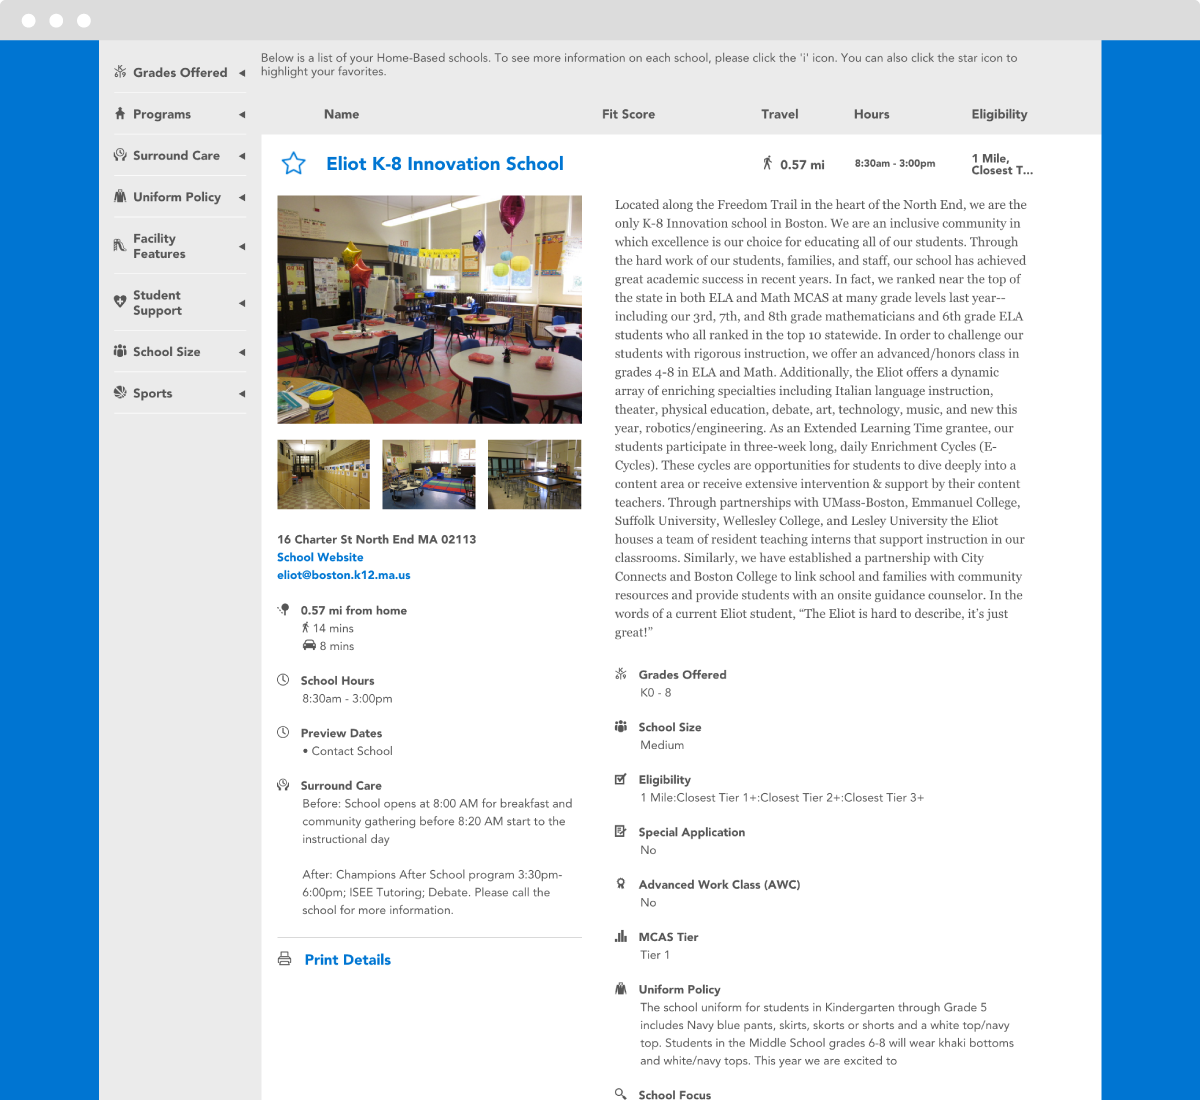 Below is a list of your Home-Based schools. To see more information on each school, please click the 'i' icon. You can also click the star icon to
highlight your favorites.
Grades Offered
Programs
Surround Care
Uniform Policy
Facility
Features
Student
Support
School Size
Sports
Name Fit Score Travel Hours Eligibility
Eliot K-8 Innovation School
0.57 mi
8:30am - 3:00pm
1 Mile,
Closest T...
16 Charter St North End MA 02113
School Website
eliot@boston.k12.ma.us
0.57 mi from home
14 mins
8 mins
School Hours
8:30am - 3:00pm
Preview Dates
• Contact School
Surround Care
Before: School opens at 8:00 AM for breakfast and
community gathering before 8:20 AM start to the
instructional day
After: Champions After School program 3:30pm-
6:00pm; ISEE Tutoring; Debate. Please call the
school for more information.
Print Details
Located along the Freedom Trail in the heart of the North End, we are the
only K-8 Innovation school in Boston. We are an inclusive community in
which excellence is our choice for educating all of our students. Through
the hard work of our students, families, and staff, our school has achieved
great academic success in recent years. In fact, we ranked near the top of
the state in both ELA and Math MCAS at many grade levels last year--
including our 3rd, 7th, and 8th grade mathematicians and 6th grade ELA
students who all ranked in the top 10 statewide. In order to challenge our
students with rigorous instruction, we offer an advanced/honors class in
grades 4-8 in ELA and Math. Additionally, the Eliot offers a dynamic
array of enriching specialties including Italian language instruction,
theater, physical education, debate, art, technology, music, and new this
year, robotics/engineering. As an Extended Learning Time grantee, our
students participate in three-week long, daily Enrichment Cycles (E-
Cycles). These cycles are opportunities for students to dive deeply into a
content area or receive extensive intervention & support by their content
teachers. Through partnerships with UMass-Boston, Emmanuel College,
Suffolk University, Wellesley College, and Lesley University the Eliot
houses a team of resident teaching interns that support instruction in our
classrooms. Similarly, we have established a partnership with City
Connects and Boston College to link school and families with community
resources and provide students with an onsite guidance counselor. In the
words of a current Eliot student, “The Eliot is hard to describe, it’s just
great!”
Grades Offered
K0 - 8
School Size
Medium
Eligibility
1 Mile:Closest Tier 1+:Closest Tier 2+:Closest Tier 3+
Special Application
No
Advanced Work Class (AWC)
No
MCAS Tier
Tier 1
Uniform Policy
The school uniform for students in Kindergarten through Grade 5
includes Navy blue pants, skirts, skorts or shorts and a white top/navy
top. Students in the Middle School grades 6-8 will wear khaki bottoms
and white/navy tops. This year we are excited to
School Focus